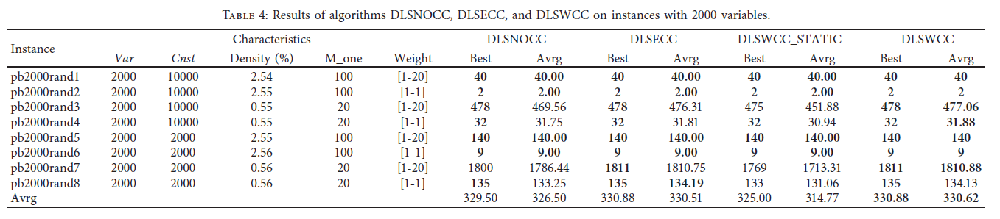 TABLE 4: Results of algorithms DLSNOCC, DLSECC, and DLSWCC on instances with 2000 variables.
Instance Characteristics DLSNOCC DLSECC DLSWCC_STATIC DLSWCC
Var Cnst Density (%) M_one Weight Best Avrg Best Avrg Best Avrg Best Avrg
pb2000rand1 2000 10000 2.54 100 [1-20] 40 40.00 40 40.00 40 40.00 40 40
pb2000rand2 2000 10000 2.55 100 [1-1] 2 2.00 2 2.00 2 2.00 2 2
pb2000rand3 2000 10000 0.55 20 [1-20] 478 469.56 478 476.31 475 451.88 478 477.06
pb2000rand4 2000 10000 0.55 20 [1-1] 32 31.75 32 31.81 32 30.94 32 31.88
pb2000rand5 2000 2000 2.55 100 [1-20] 140 140.00 140 140.00 140 140.00 140 140
pb2000rand6 2000 2000 2.56 100 [1-1] 9 9.00 9 9.00 9 9.00 9 9
pb2000rand7 2000 2000 0.56 20 [1-20] 1800 1786.44 1811 1810.75 1769 1713.31 1811 1810.88
pb2000rand8 2000 2000 0.56 20 [1-1] 135 133.25 135 134.19 133 131.06 135 134.13
Avrg 329.50 326.50 330.88 330.51 325.00 314.77 330.88 330.62